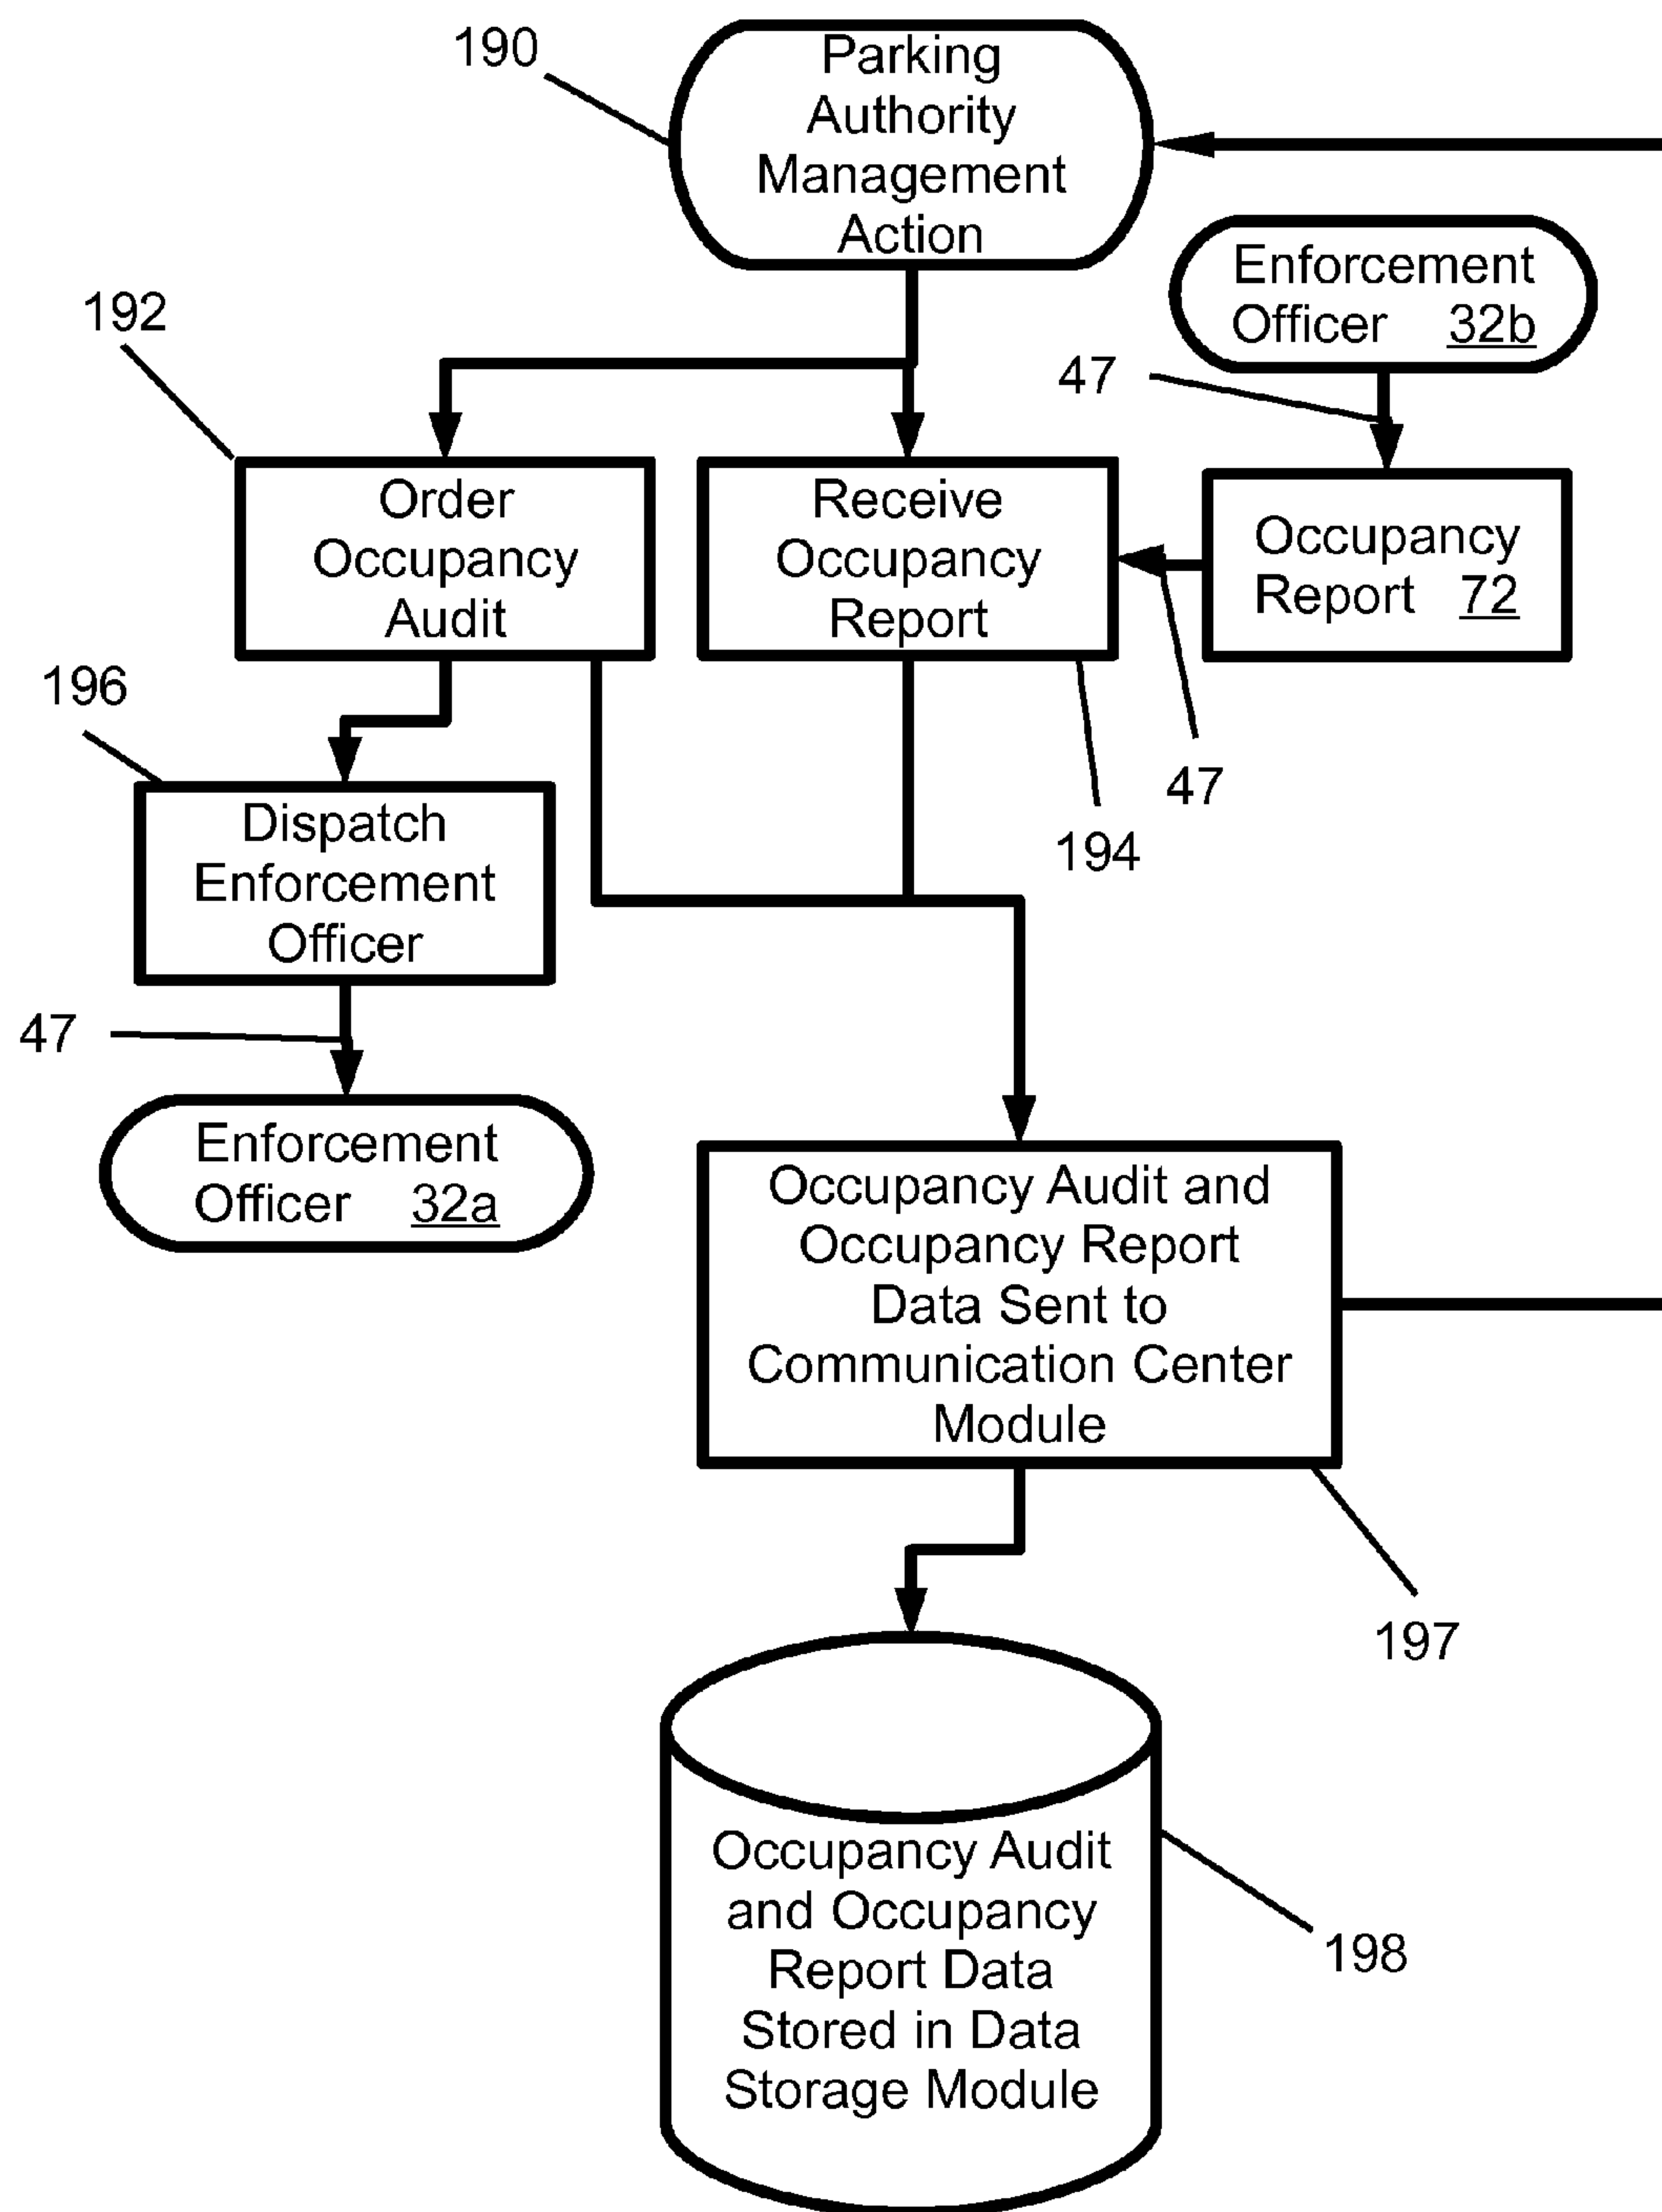 190
Parking
Authority
Management
Action
Enforcement
Officer 32b
192
47
Order
Occupancy
Audit
Receive
Occupancy
Report
Occupancy
Report 72
196
47
194
Dispatch
Enforcement
Officer
47
Enforcement
Officer 32a
Occupancy Audit and
Occupancy Report
Data Sent to
Communication Center
Module
197
Occupancy Audit
and Occupancy
Report Data
Stored in Data
Storage Module
198